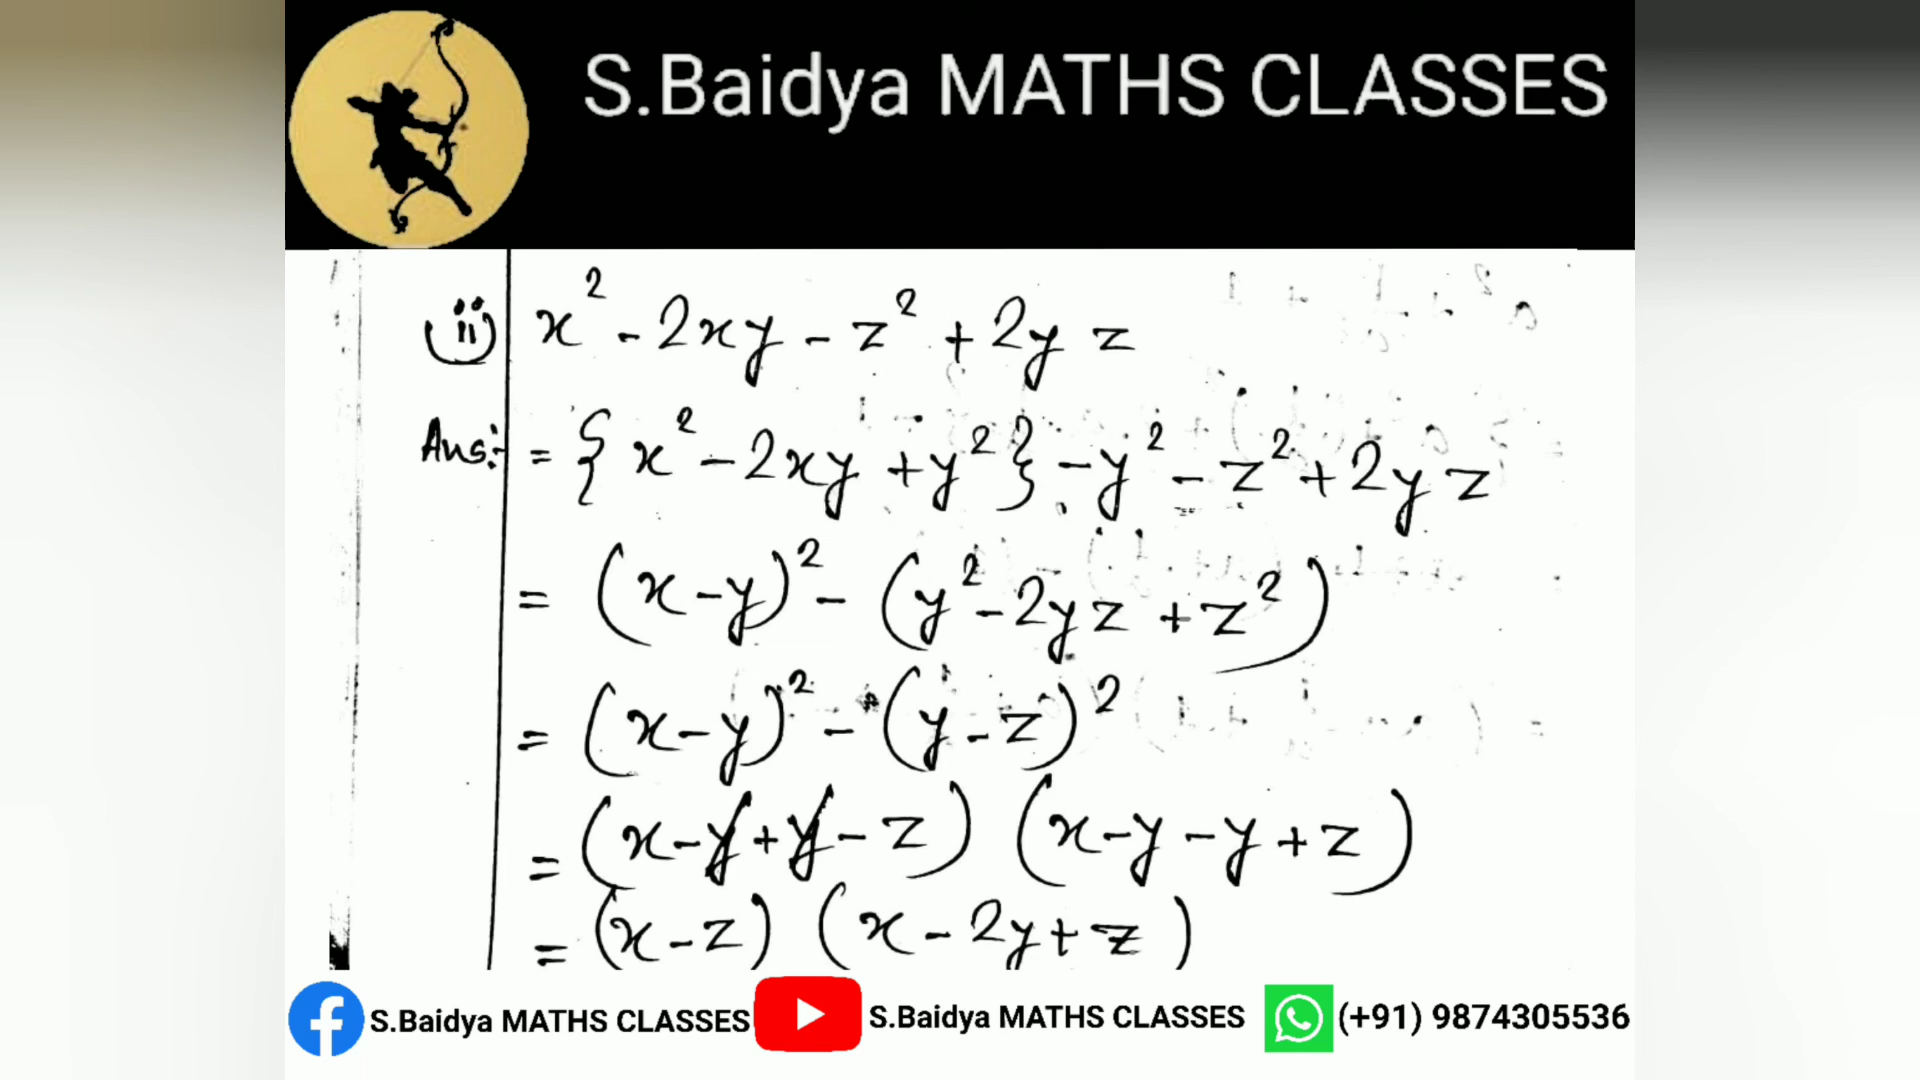 S.Baidya MATHS CLASSES
(ii) x² - 2xy - z² + 2yz
Ans:- = {x² - 2xy + y²} - y² - z² + 2yz
= (x-y)² - (y² - 2yz + z²)
= (x-y)² - (y-z)²
= (x-y+y-z) (x-y-y+z)
= (x-z) (x-2y+z)
S.Baidya MATHS CLASSES S.Baidya MATHS CLASSES (+91) 9874305536